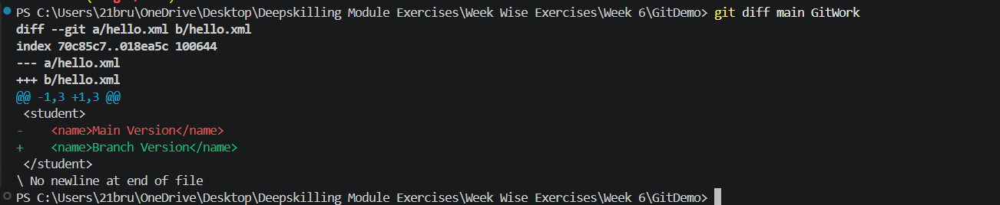 PS C:\Users\21bru\OneDrive\Desktop\Deepskilling Module Exercises\Week Wise Exercises\Week 6\GitDemo> git diff main GitWork
diff --git a/hello.xml b/hello.xml
index 70c85c7..018ea5c 100644
--- a/hello.xml
+++ b/hello.xml
@@ -1,3 +1,3 @@
 <student>
-    <name>Main Version</name>
+    <name>Branch Version</name>
 </student>
\ No newline at end of file
PS C:\Users\21bru\OneDrive\Desktop\Deepskilling Module Exercises\Week Wise Exercises\Week 6\GitDemo>